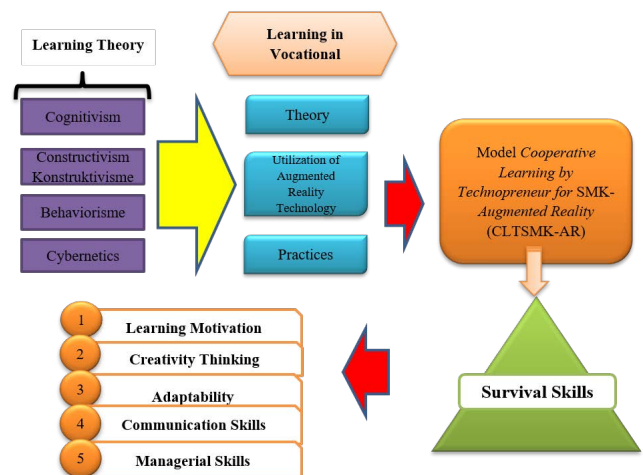 Learning Theory
Cognitivism
Constructivism
Konstruktivisme
Behaviorisme
Cybernetics
Learning in
Vocational
Theory
Utilization of
Augmented
Reality
Technology
Practices
Model Cooperative
Learning by
Technopreneur for SMK-
Augmented Reality
(CLTSMK-AR)
Survival Skills
1
Learning Motivation
2
Creativity Thinking
3
Adaptability
4
Communication Skills
5
Managerial Skills